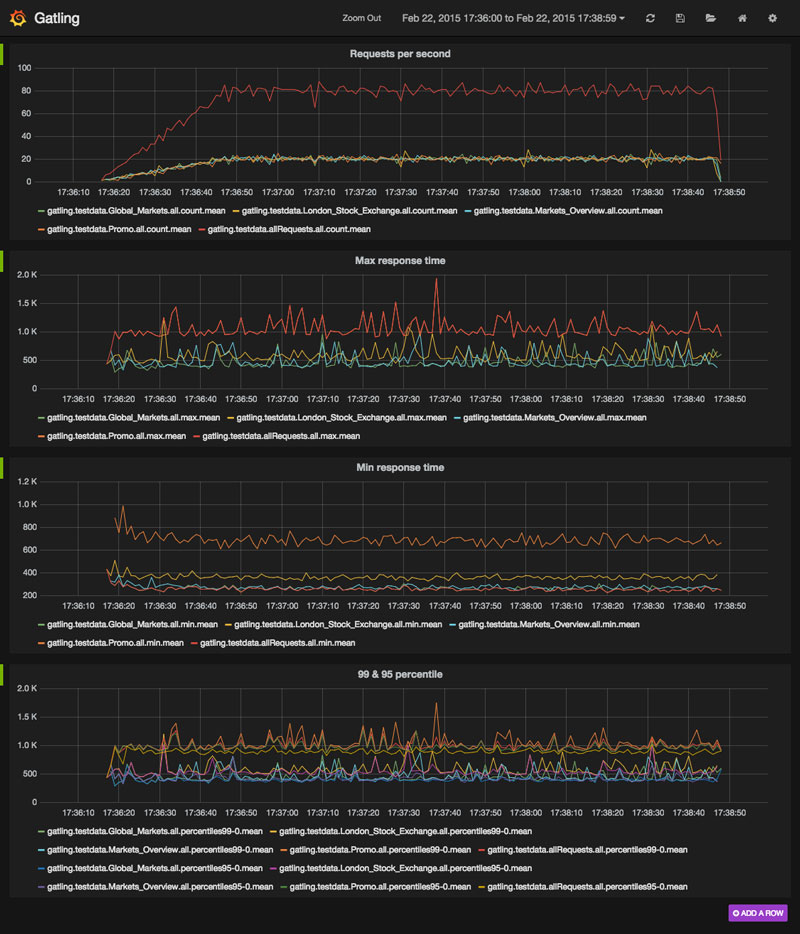 Gatling Zoom Out Feb 22, 2015 17:36:00 to Feb 22, 2015 17:38:59
Requests per second
100
80
60
40
20
0
17:36:10 17:36:20 17:36:30 17:36:40 17:36:50 17:37:00 17:37:10 17:37:20 17:37:30 17:37:40 17:37:50 17:38:00 17:38:10 17:38:20 17:38:30 17:38:40 17:38:50
gatling.testdata.Global_Markets.all.count.mean gatling.testdata.London_Stock_Exchange.all.count.mean gatling.testdata.Markets_Overview.all.count.mean
gatling.testdata.Promo.all.count.mean gatling.testdata.allRequests.all.count.mean
Max response time
2.0 K
1.5 K
1.0 K
500
0
17:36:10 17:36:20 17:36:30 17:36:40 17:36:50 17:37:00 17:37:10 17:37:20 17:37:30 17:37:40 17:37:50 17:38:00 17:38:10 17:38:20 17:38:30 17:38:40 17:38:50
gatling.testdata.Global_Markets.all.max.mean gatling.testdata.London_Stock_Exchange.all.max.mean gatling.testdata.Markets_Overview.all.max.mean
gatling.testdata.Promo.all.max.mean gatling.testdata.allRequests.all.max.mean
Min response time
1.2 K
1.0 K
800
600
400
200
17:36:10 17:36:20 17:36:30 17:36:40 17:36:50 17:37:00 17:37:10 17:37:20 17:37:30 17:37:40 17:37:50 17:38:00 17:38:10 17:38:20 17:38:30 17:38:40 17:38:50
gatling.testdata.Global_Markets.all.min.mean gatling.testdata.London_Stock_Exchange.all.min.mean gatling.testdata.Markets_Overview.all.min.mean
gatling.testdata.Promo.all.min.mean gatling.testdata.allRequests.all.min.mean
99 & 95 percentile
2.0 K
1.5 K
1.0 K
500
0
17:36:10 17:36:20 17:36:30 17:36:40 17:36:50 17:37:00 17:37:10 17:37:20 17:37:30 17:37:40 17:37:50 17:38:00 17:38:10 17:38:20 17:38:30 17:38:40 17:38:50
gatling.testdata.Global_Markets.all.percentiles99-0.mean gatling.testdata.London_Stock_Exchange.all.percentiles99-0.mean
gatling.testdata.Markets_Overview.all.percentiles99-0.mean gatling.testdata.Promo.all.percentiles99-0.mean gatling.testdata.allRequests.all.percentiles99-0.mean
gatling.testdata.Global_Markets.all.percentiles95-0.mean gatling.testdata.London_Stock_Exchange.all.percentiles95-0.mean
gatling.testdata.Markets_Overview.all.percentiles95-0.mean gatling.testdata.Promo.all.percentiles95-0.mean gatling.testdata.allRequests.all.percentiles95-0.mean
ADD A ROW